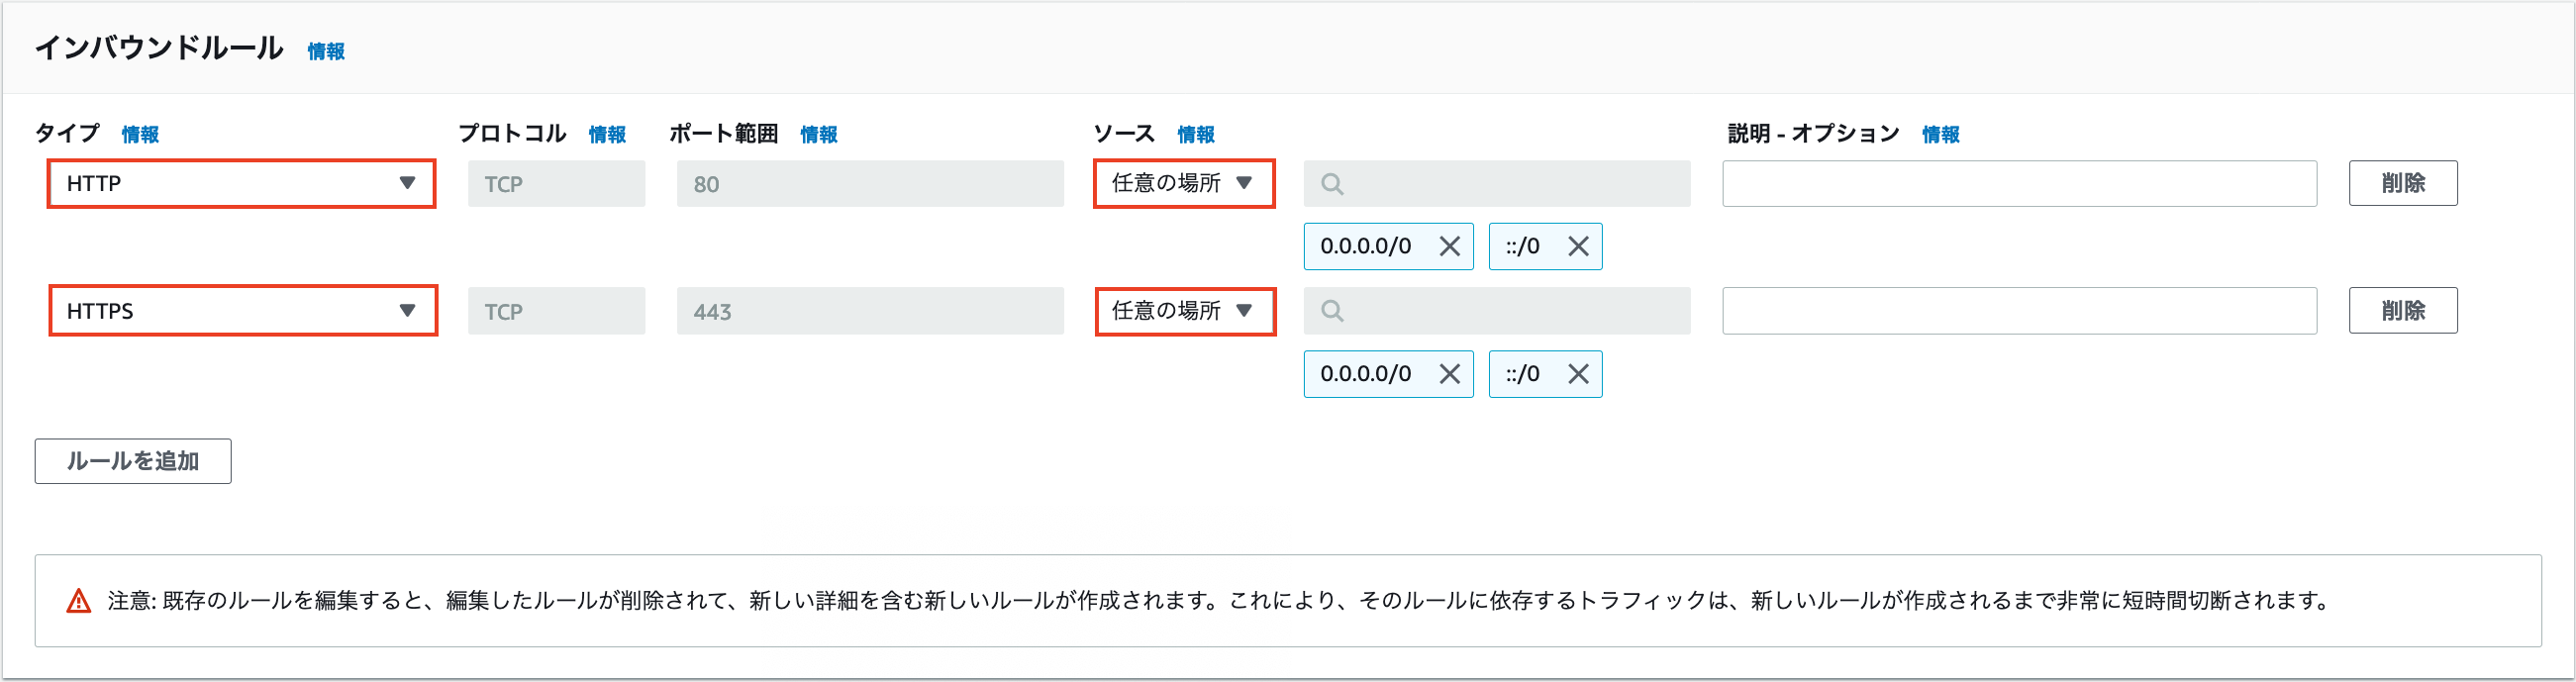 インバウンドルール 情報
タイプ 情報 プロトコル 情報 ポート範囲 情報 ソース 情報 説明 - オプション 情報
HTTP TCP 80 任意の場所 削除
0.0.0.0/0 ::/0
HTTPS TCP 443 任意の場所 削除
0.0.0.0/0 ::/0
ルールを追加
注意: 既存のルールを編集すると、編集したルールが削除されて、新しい詳細を含む新しいルールが作成されます。これにより、そのルールに依存するトラフィックは、新しいルールが作成されるまで非常に短時間切断されます。